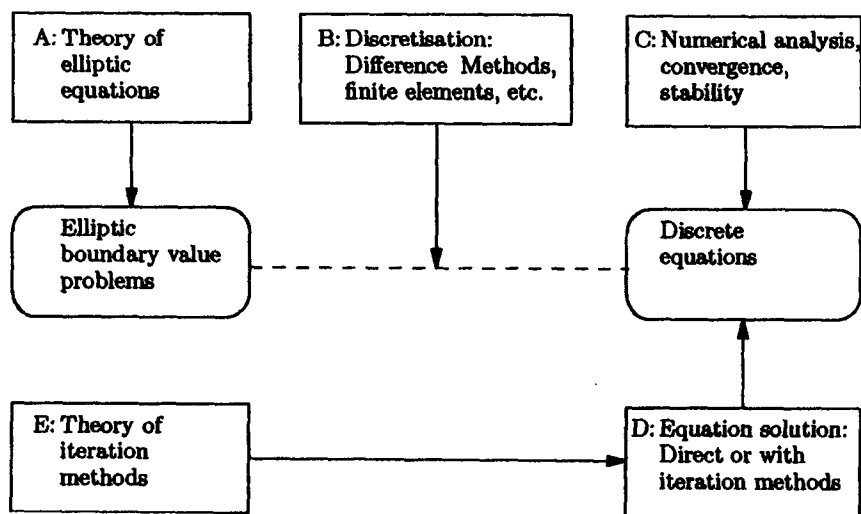 A: Theory of
elliptic
equations
B: Discretisation:
Difference Methods,
finite elements, etc.
C: Numerical analysis,
convergence,
stability
Elliptic
boundary value
problems
Discrete
equations
E: Theory of
iteration
methods
D: Equation solution:
Direct or with
iteration methods